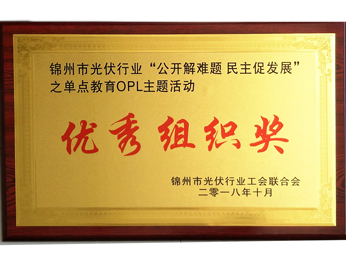 锦州市光伏行业“公开解难题 民主促发展”
之单点教育OPL主题活动
优秀组织奖
锦州市光伏行业工会联合会
二零一八年十月